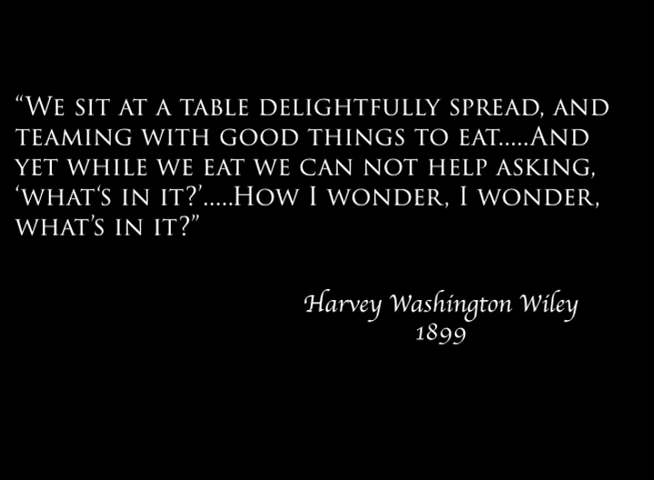 “We sit at a table delightfully spread, and
teaming with good things to eat.....And
yet while we eat we can not help asking,
‘what‘s in it?’.....How I wonder, I wonder,
what’s in it?”
Harvey Washington Wiley
1899